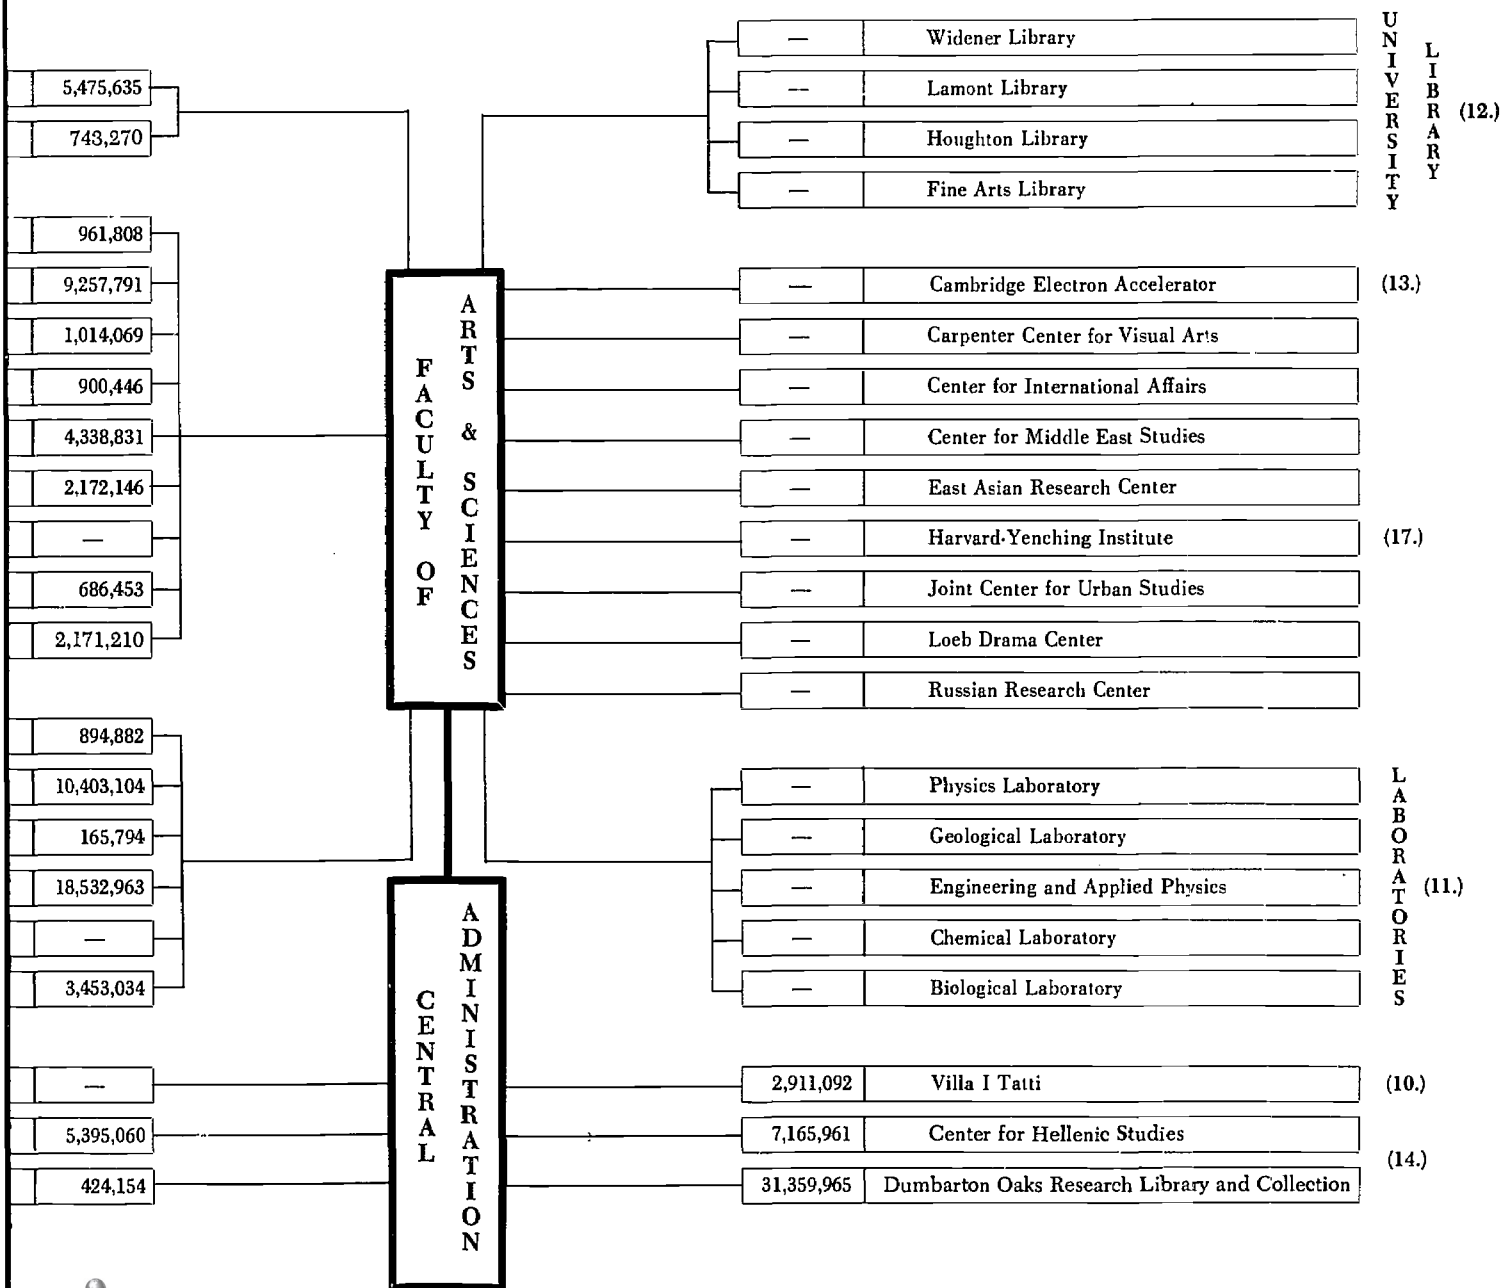 5,475,635
743,270
961,808
9,257,791
1,014,069
900,446
4,338,831
2,172,146
—
686,453
2,171,210
894,882
10,403,104
165,794
18,532,963
—
3,453,034
—
5,395,060
424,154
FACULTY OF
ARTS & SCIENCES
CENTRAL
ADMINISTRATION
— Widener Library
— Lamont Library
— Houghton Library
— Fine Arts Library
UNIVERSITY
LIBRARY
(12.)
— Cambridge Electron Accelerator (13.)
— Carpenter Center for Visual Arts
— Center for International Affairs
— Center for Middle East Studies
— East Asian Research Center
— Harvard-Yenching Institute (17.)
— Joint Center for Urban Studies
— Loeb Drama Center
— Russian Research Center
— Physics Laboratory
— Geological Laboratory
— Engineering and Applied Physics
— Chemical Laboratory
— Biological Laboratory
LABORATORIES
(11.)
2,911,092 Villa I Tatti (10.)
7,165,961 Center for Hellenic Studies
31,359,965 Dumbarton Oaks Research Library and Collection
(14.)